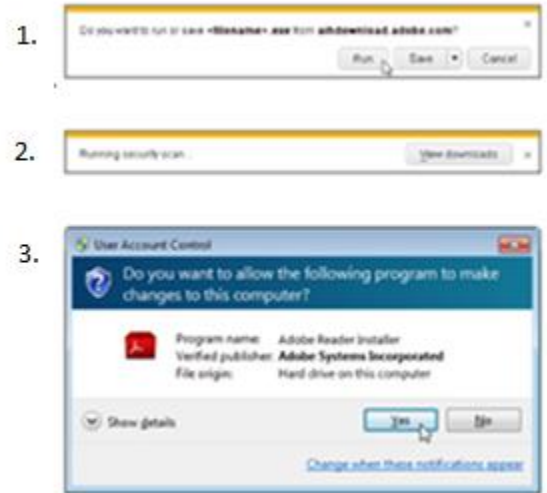 1.
Do you want to run or save <filename>.exe from aihdownload.adobe.com?
Run Save Cancel
2.
Running security scan...
View downloads
3.
User Account Control
Do you want to allow the following program to make
changes to this computer?
Program name: Adobe Reader Installer
Verified publisher: Adobe Systems Incorporated
File origin: Hard drive on this computer
Show details Yes No
Change when these notifications appear